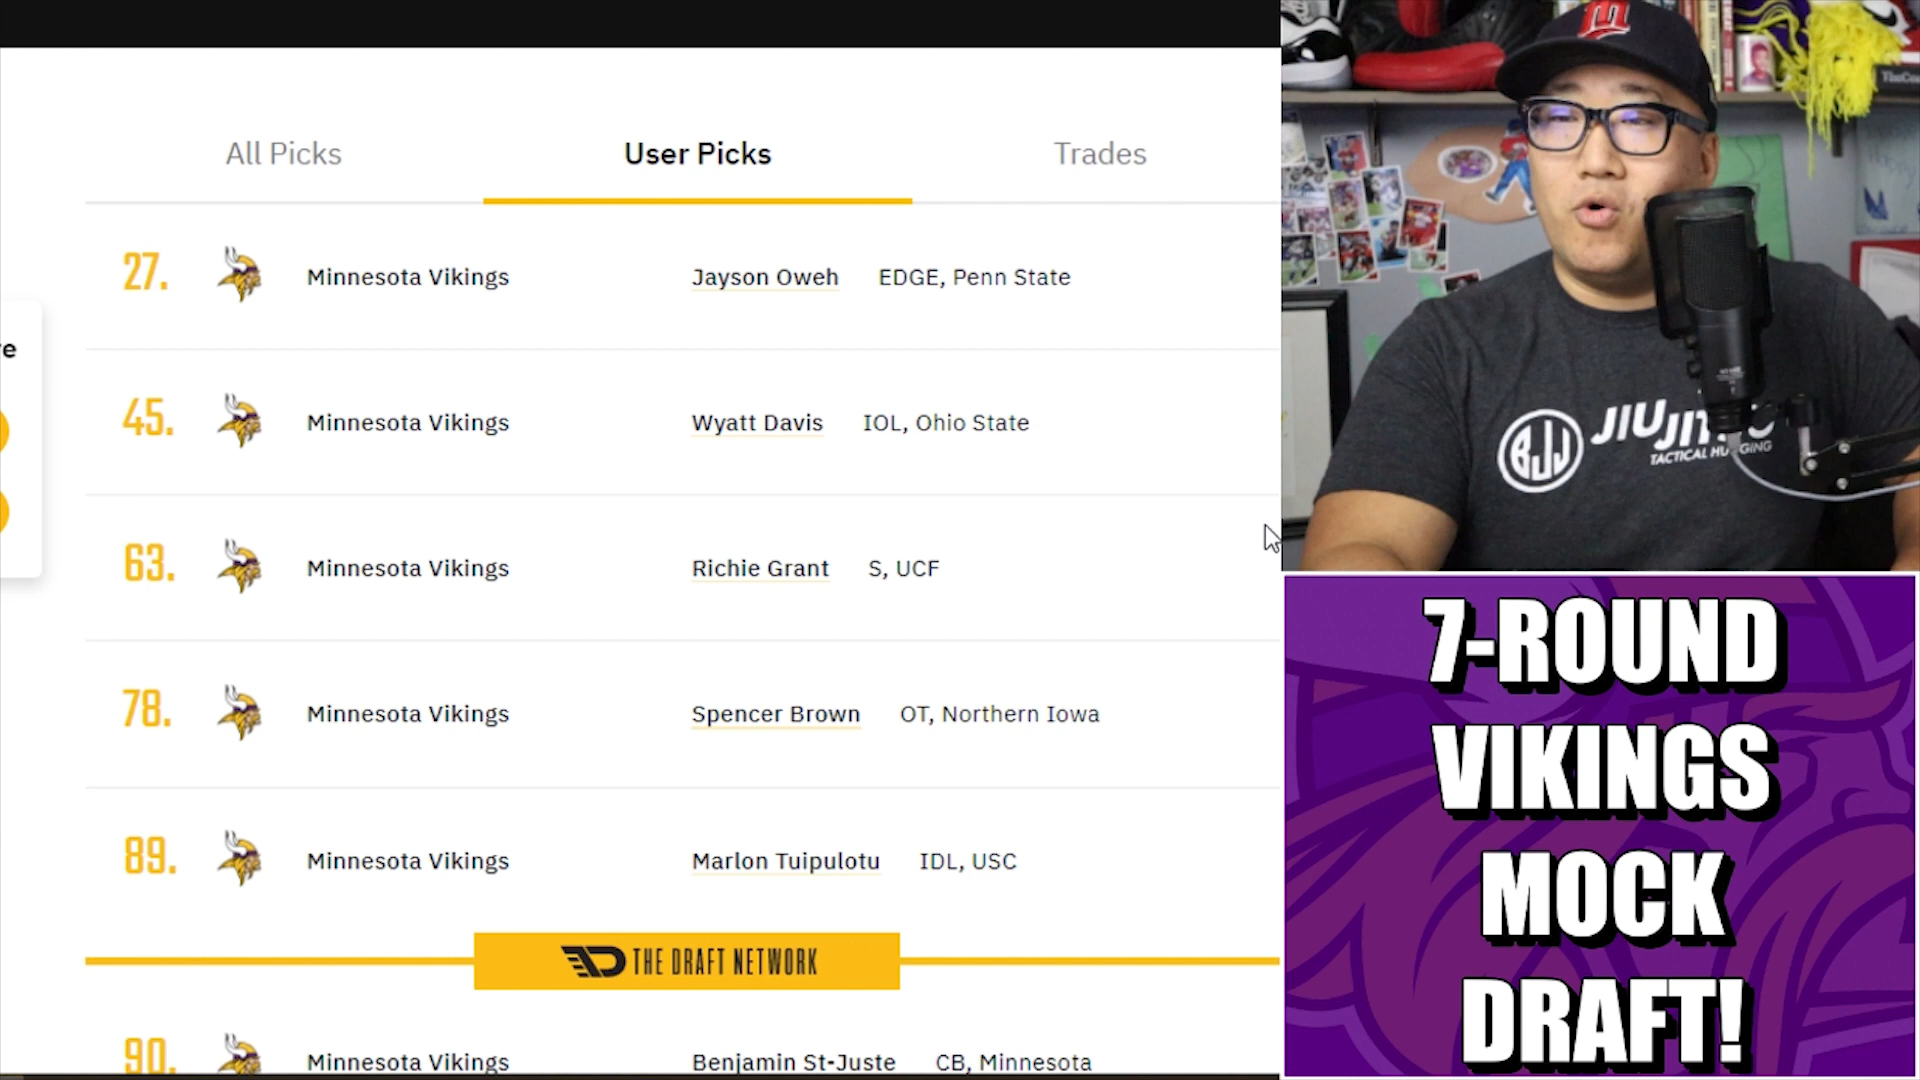 All Picks
User Picks
Trades
27. Minnesota Vikings Jayson Oweh EDGE, Penn State
45. Minnesota Vikings Wyatt Davis IOL, Ohio State
63. Minnesota Vikings Richie Grant S, UCF
78. Minnesota Vikings Spencer Brown OT, Northern Iowa
89. Minnesota Vikings Marlon Tuipulotu IDL, USC
THE DRAFT NETWORK
90. Minnesota Vikings Benjamin St-Juste CB, Minnesota
BJJ
TACTICAL
7-ROUND
VIKINGS
MOCK
DRAFT!